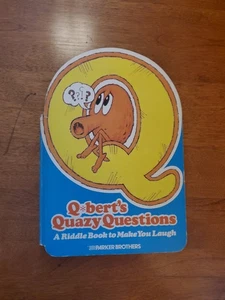 ???
Q*bert's
Quazy Questions
A Riddle Book to Make You Laugh
PARKER BROTHERS